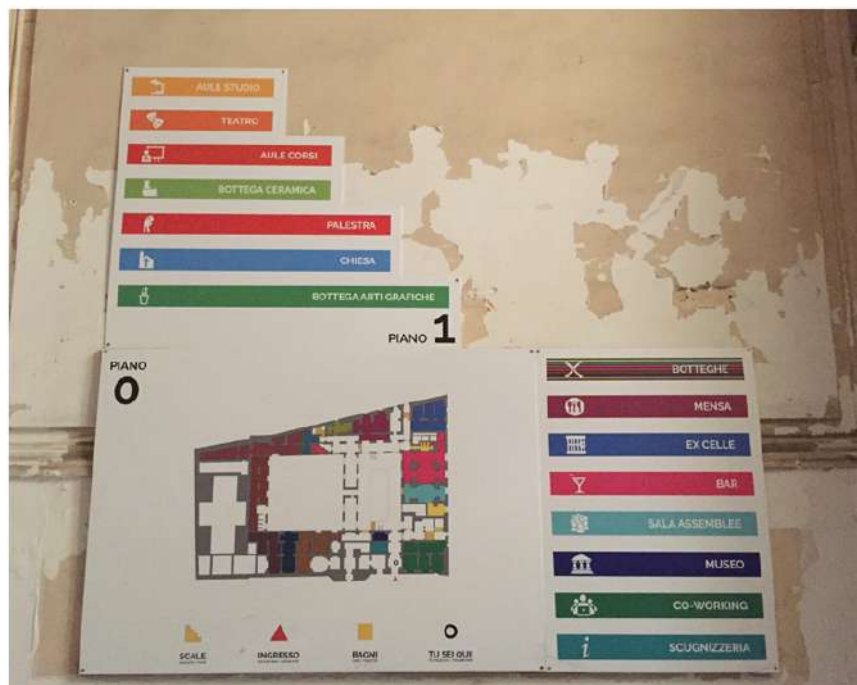 AULE STUDIO
TEATRO
AULE CORSI
BOTTEGA CERAMICA
PALESTRA
CHIESA
BOTTEGA ARTI GRAFICHE
PIANO 1
PIANO
0
BOTTEGHE
MENSA
EX CELLE
BAR
SALA ASSEMBLEE
MUSEO
CO-WORKING
SCUGNIZZERIA
SCALE
INGRESSO
BAGNI
TU SEI QUI